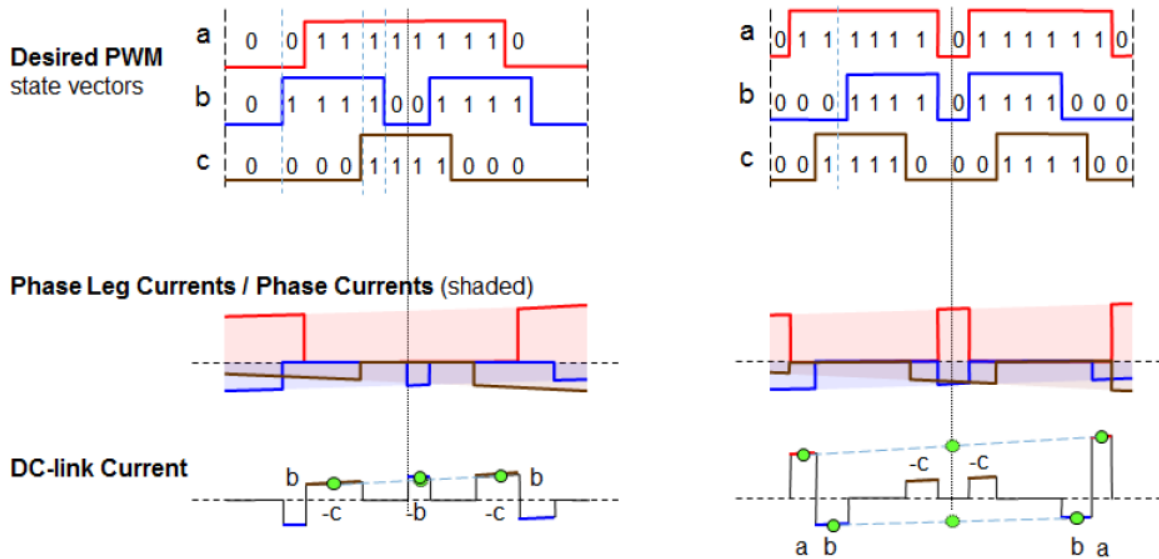 Desired PWM
state vectors
a 0 0 1 1 1 1 1 1 1 1 0
b 0 1 1 1 1 0 0 1 1 1 1
c 0 0 0 0 1 1 1 1 0 0 0
a 0 1 1 1 1 1 1 0 1 1 1 1 1 1 0
b 0 0 0 1 1 1 1 0 1 1 1 1 0 0 0
c 0 0 1 1 1 1 0 0 0 1 1 1 1 0 0
Phase Leg Currents / Phase Currents (shaded)
DC-link Current
b b
-c -b -c
-c -c
a b b a